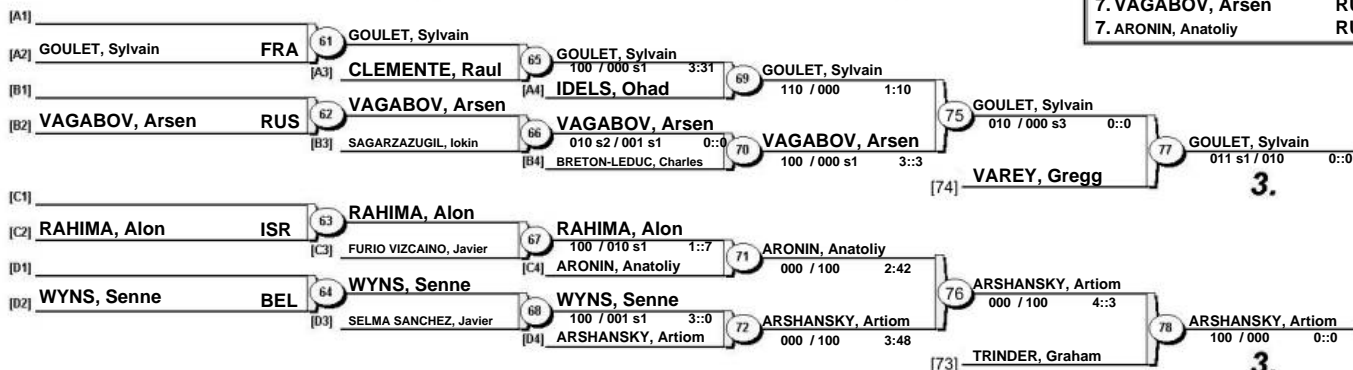 7. VAGABOV, Arsen RU
7. ARONIN, Anatoliy RU
[A1]
[A2] GOULET, Sylvain FRA
61 GOULET, Sylvain
[A3] CLEMENTE, Raul
65 GOULET, Sylvain
100 / 000 s1 3:31
[A4] IDELS, Ohad
69 GOULET, Sylvain
110 / 000 1:10
[B1]
[B2] VAGABOV, Arsen RUS
62 VAGABOV, Arsen
[B3] SAGARZAZUGIL, Iokin
66 VAGABOV, Arsen
010 s2 / 001 s1 0::0
[B4] BRETON-LEDUC, Charles
70 VAGABOV, Arsen
100 / 000 s1 3::3
75 GOULET, Sylvain
010 / 000 s3 0::0
[74] VAREY, Gregg
77 GOULET, Sylvain
011 s1 / 010 0::0
3.
[C1]
[C2] RAHIMA, Alon ISR
63 RAHIMA, Alon
[C3] FURIO VIZCAINO, Javier
67 RAHIMA, Alon
100 / 010 s1 1::7
[C4] ARONIN, Anatoliy
71 ARONIN, Anatoliy
000 / 100 2:42
[D1]
[D2] WYNS, Senne BEL
64 WYNS, Senne
[D3] SELMA SANCHEZ, Javier
68 WYNS, Senne
100 / 001 s1 3::0
[D4] ARSHANSKY, Artiom
72 ARSHANSKY, Artiom
000 / 100 3:48
76 ARSHANSKY, Artiom
000 / 100 4::3
[73] TRINDER, Graham
78 ARSHANSKY, Artiom
100 / 000 0::0
3.